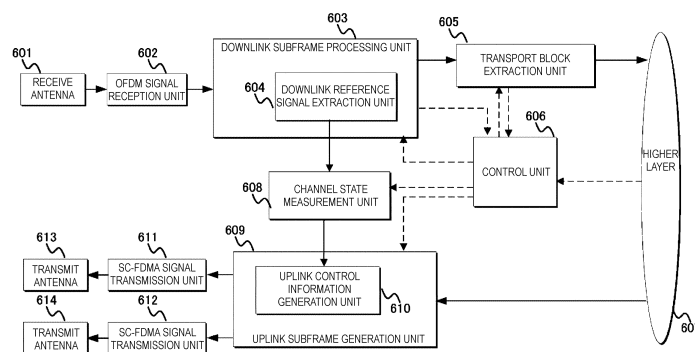 603
605
601
602
DOWNLINK SUBFRAME PROCESSING UNIT
TRANSPORT BLOCK
EXTRACTION UNIT
RECEIVE
ANTENNA
OFDM SIGNAL
RECEPTION UNIT
604
DOWNLINK REFERENCE
SIGNAL EXTRACTION UNIT
606
HIGHER
LAYER
CONTROL UNIT
608
CHANNEL STATE
MEASUREMENT UNIT
613
611
609
TRANSMIT
ANTENNA
SC-FDMA SIGNAL
TRANSMISSION UNIT
UPLINK CONTROL
INFORMATION
GENERATION UNIT
610
614
612
TRANSMIT
ANTENNA
SC-FDMA SIGNAL
TRANSMISSION UNIT
UPLINK SUBFRAME GENERATION UNIT